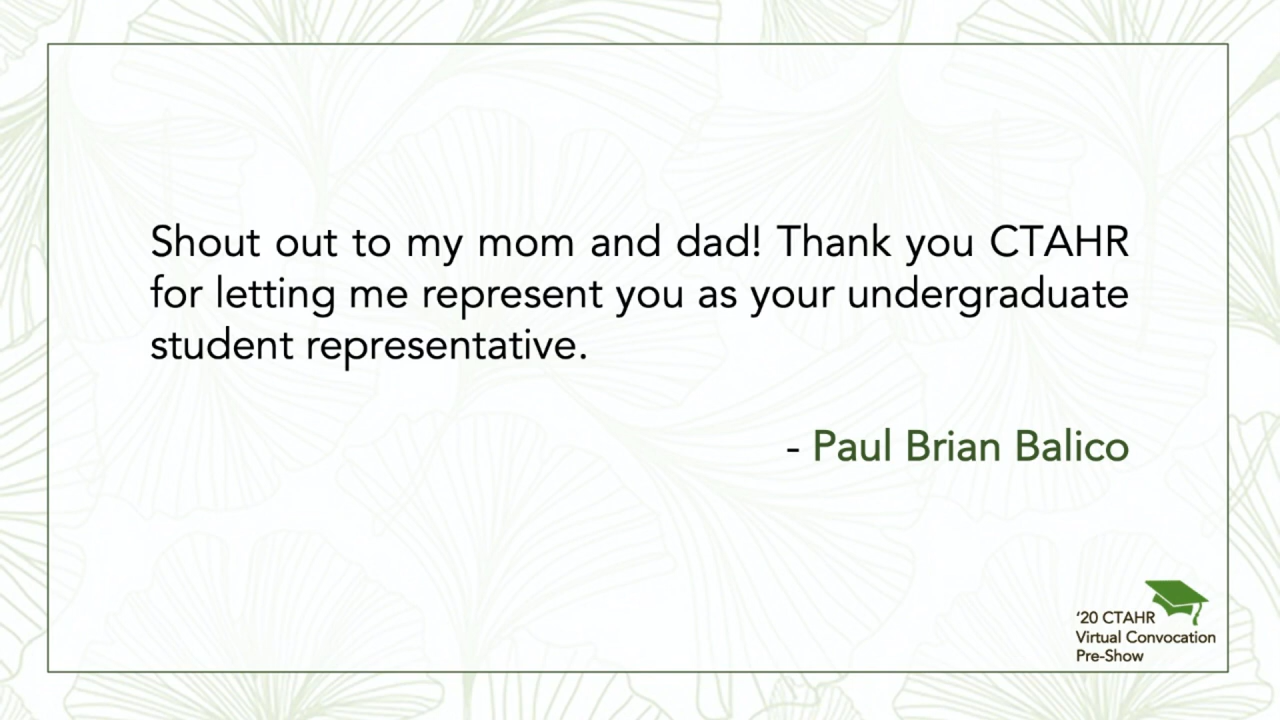 Shout out to my mom and dad! Thank you CTAHR
for letting me represent you as your undergraduate
student representative.
- Paul Brian Balico
‘20 CTAHR
Virtual Convocation
Pre-Show